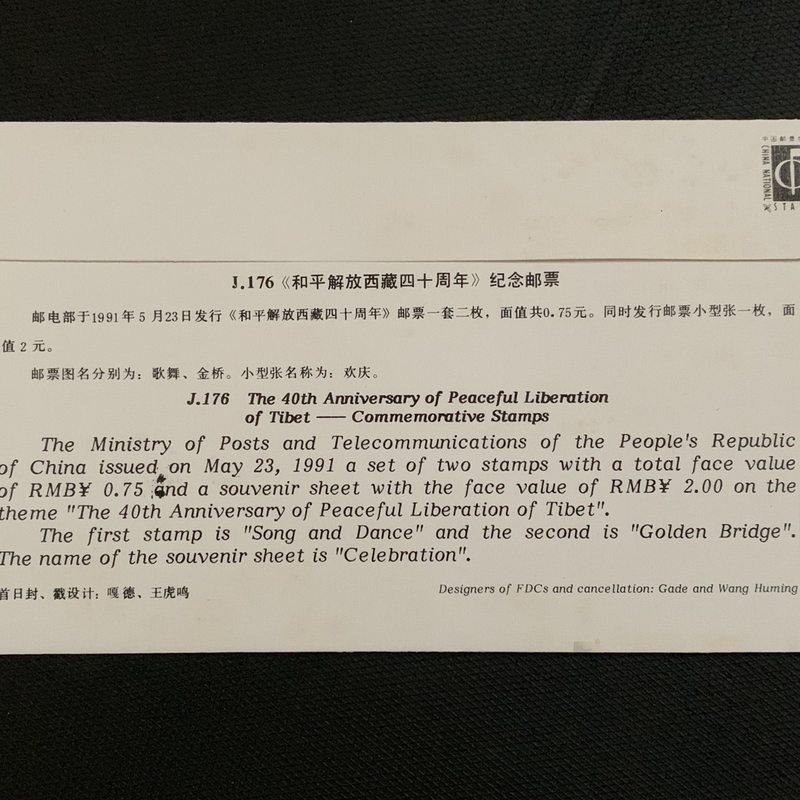 中国邮票
CHINA NATIONAL
STA
J.176《和平解放西藏四十周年》纪念邮票
邮电部于1991年5月23日发行《和平解放西藏四十周年》邮票一套二枚，面值共0.75元。同时发行邮票小型张一枚，面
值2元。
邮票图名分别为：歌舞、金桥。小型张名称为：欢庆。
J.176 The 40th Anniversary of Peaceful Liberation
of Tibet —— Commemorative Stamps
The Ministry of Posts and Telecommunications of the People's Republic
of China issued on May 23, 1991 a set of two stamps with a total face value
of RMB¥ 0.75 and a souvenir sheet with the face value of RMB¥ 2.00 on the
theme "The 40th Anniversary of Peaceful Liberation of Tibet".
The first stamp is "Song and Dance" and the second is "Golden Bridge".
The name of the souvenir sheet is "Celebration".
首日封、戳设计：嘎德、王虎鸣
Designers of FDCs and cancellation: Gade and Wang Huming